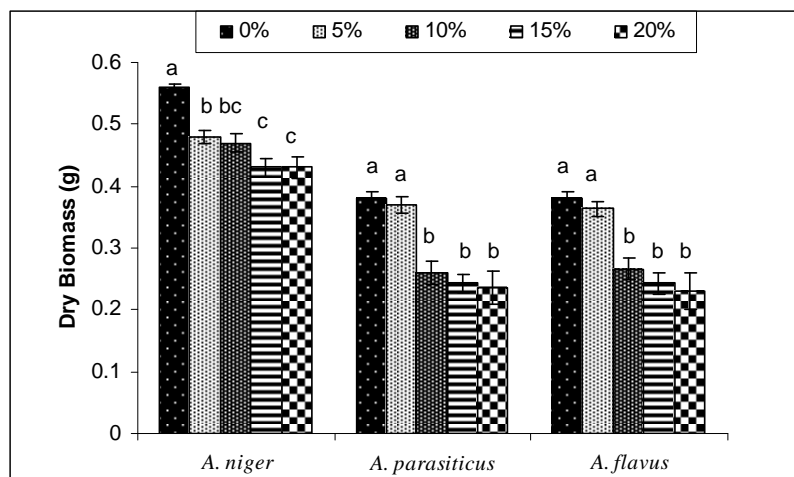 0% 5% 10% 15% 20%
0.6
0.5
0.4
0.3
0.2
0.1
0
Dry Biomass (g)
a b bc c c
a a b b b
a a b b b
A. niger A. parasiticus A. flavus